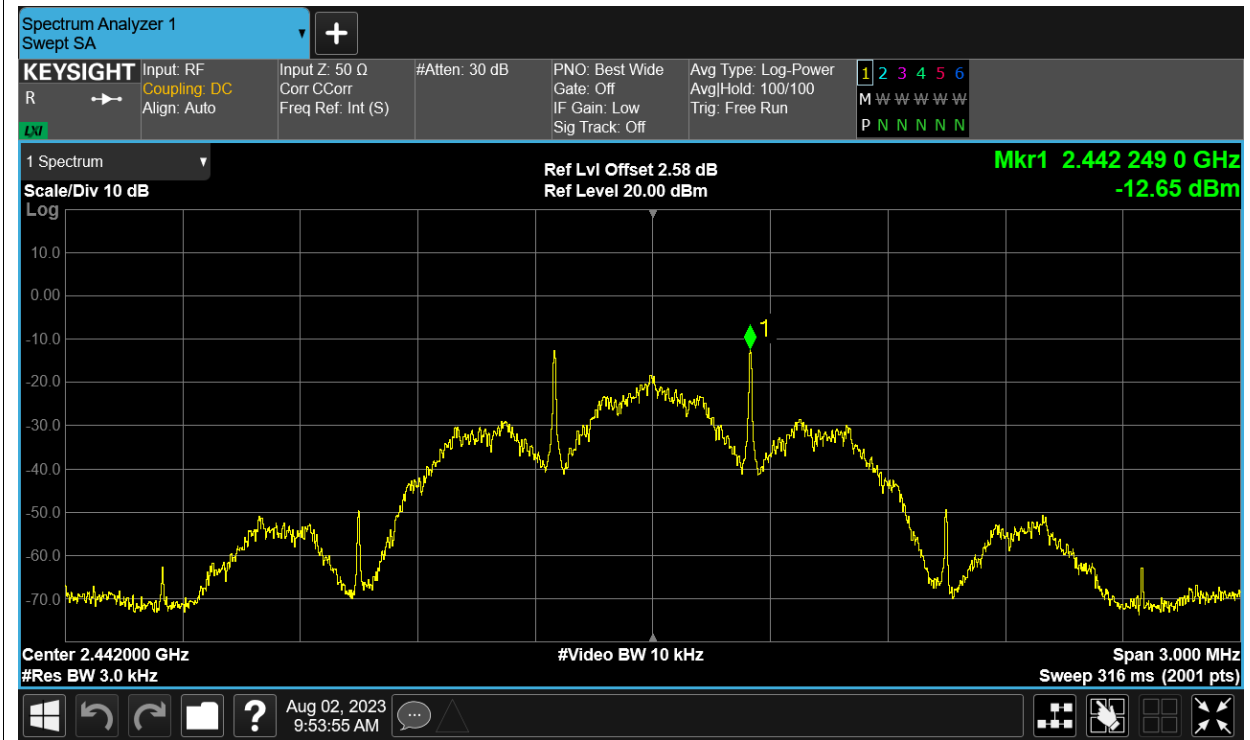 Spectrum Analyzer 1
Swept SA
KEYSIGHT
R
LXI
Input: RF
Coupling: DC
Align: Auto
Input Z: 50 Ω
Corr CCorr
Freq Ref: Int (S)
#Atten: 30 dB
PNO: Best Wide
Gate: Off
IF Gain: Low
Sig Track: Off
Avg Type: Log-Power
Avg|Hold: 100/100
Trig: Free Run
1 2 3 4 5 6
M W W W W W
P N N N N N
1 Spectrum
Scale/Div 10 dB
Ref Lvl Offset 2.58 dB
Ref Level 20.00 dBm
Mkr1 2.442 249 0 GHz
-12.65 dBm
Log
10.0
0.00
-10.0
-20.0
-30.0
-40.0
-50.0
-60.0
-70.0
1
Center 2.442000 GHz
#Res BW 3.0 kHz
#Video BW 10 kHz
Span 3.000 MHz
Sweep 316 ms (2001 pts)
?
Aug 02, 2023
9:53:55 AM